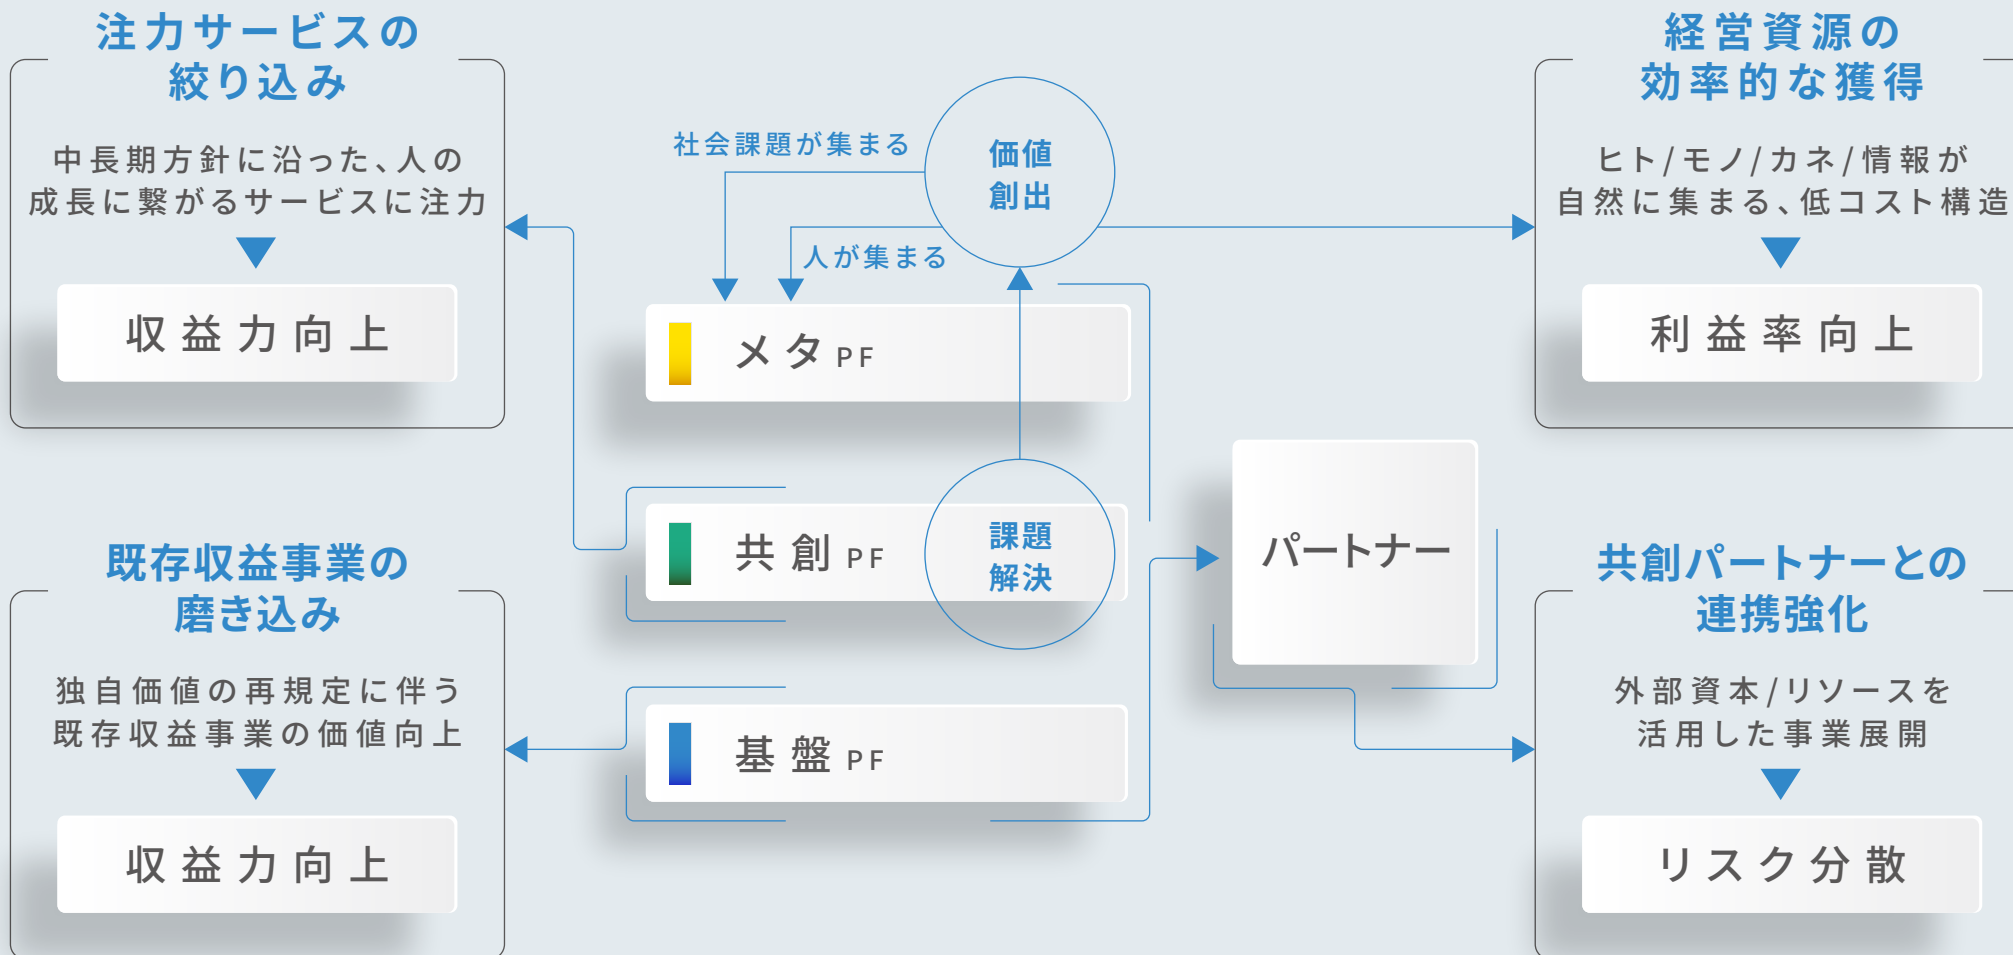 注力サービスの
絞り込み
中長期方針に沿った、人の
成長に繋がるサービスに注力
収益力向上
既存収益事業の
磨き込み
独自価値の再規定に伴う
既存収益事業の価値向上
収益力向上
社会課題が集まる
人が集まる
価値
創出
メタPF
共創PF
課題
解決
基盤PF
パートナー
経営資源の
効率的な獲得
ヒト/モノ/カネ/情報が
自然に集まる、低コスト構造
利益率向上
共創パートナーとの
連携強化
外部資本/リソースを
活用した事業展開
リスク分散